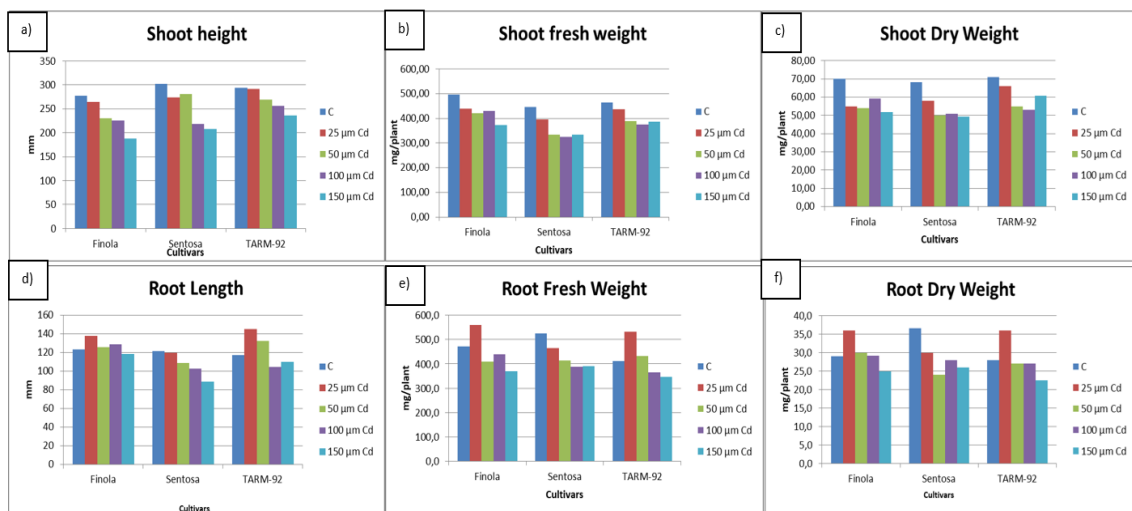 a)
Shoot height
350
300
250
200
150
100
50
0
mm
Finola
Sentosa
TARM-92
Cultivars
C
25 µm Cd
50 µm Cd
100 µm Cd
150 µm Cd
b)
Shoot fresh weight
600,00
500,00
400,00
300,00
200,00
100,00
0,00
mg/plant
Finola
Sentosa
TARM-92
Cultivars
C
25 µm Cd
50 µm Cd
100 µm Cd
150 µm Cd
c)
Shoot Dry Weight
80,00
70,00
60,00
50,00
40,00
30,00
20,00
10,00
0,00
mg/plant
Finola
Sentosa
TARM-92
Cultivars
C
25 µm Cd
50 µm Cd
100 µm Cd
150 µm Cd
d)
Root Length
160
140
120
100
80
60
40
20
0
mm
Finola
Sentosa
TARM-92
Cultivars
C
25 µm Cd
50 µm Cd
100 µm Cd
150 µm Cd
e)
Root Fresh Weight
600,0
500,0
400,0
300,0
200,0
100,0
0,0
mg/plant
Finola
Sentosa
TARM-92
Cultivars
C
25 µm Cd
50 µm Cd
100 µm Cd
150 µm Cd
f)
Root Dry Weight
40,0
35,0
30,0
25,0
20,0
15,0
10,0
5,0
0,0
mg/plant
Finola
Sentosa
TARM-92
Cultivars
C
25 µm Cd
50 µm Cd
100 µm Cd
150 µm Cd